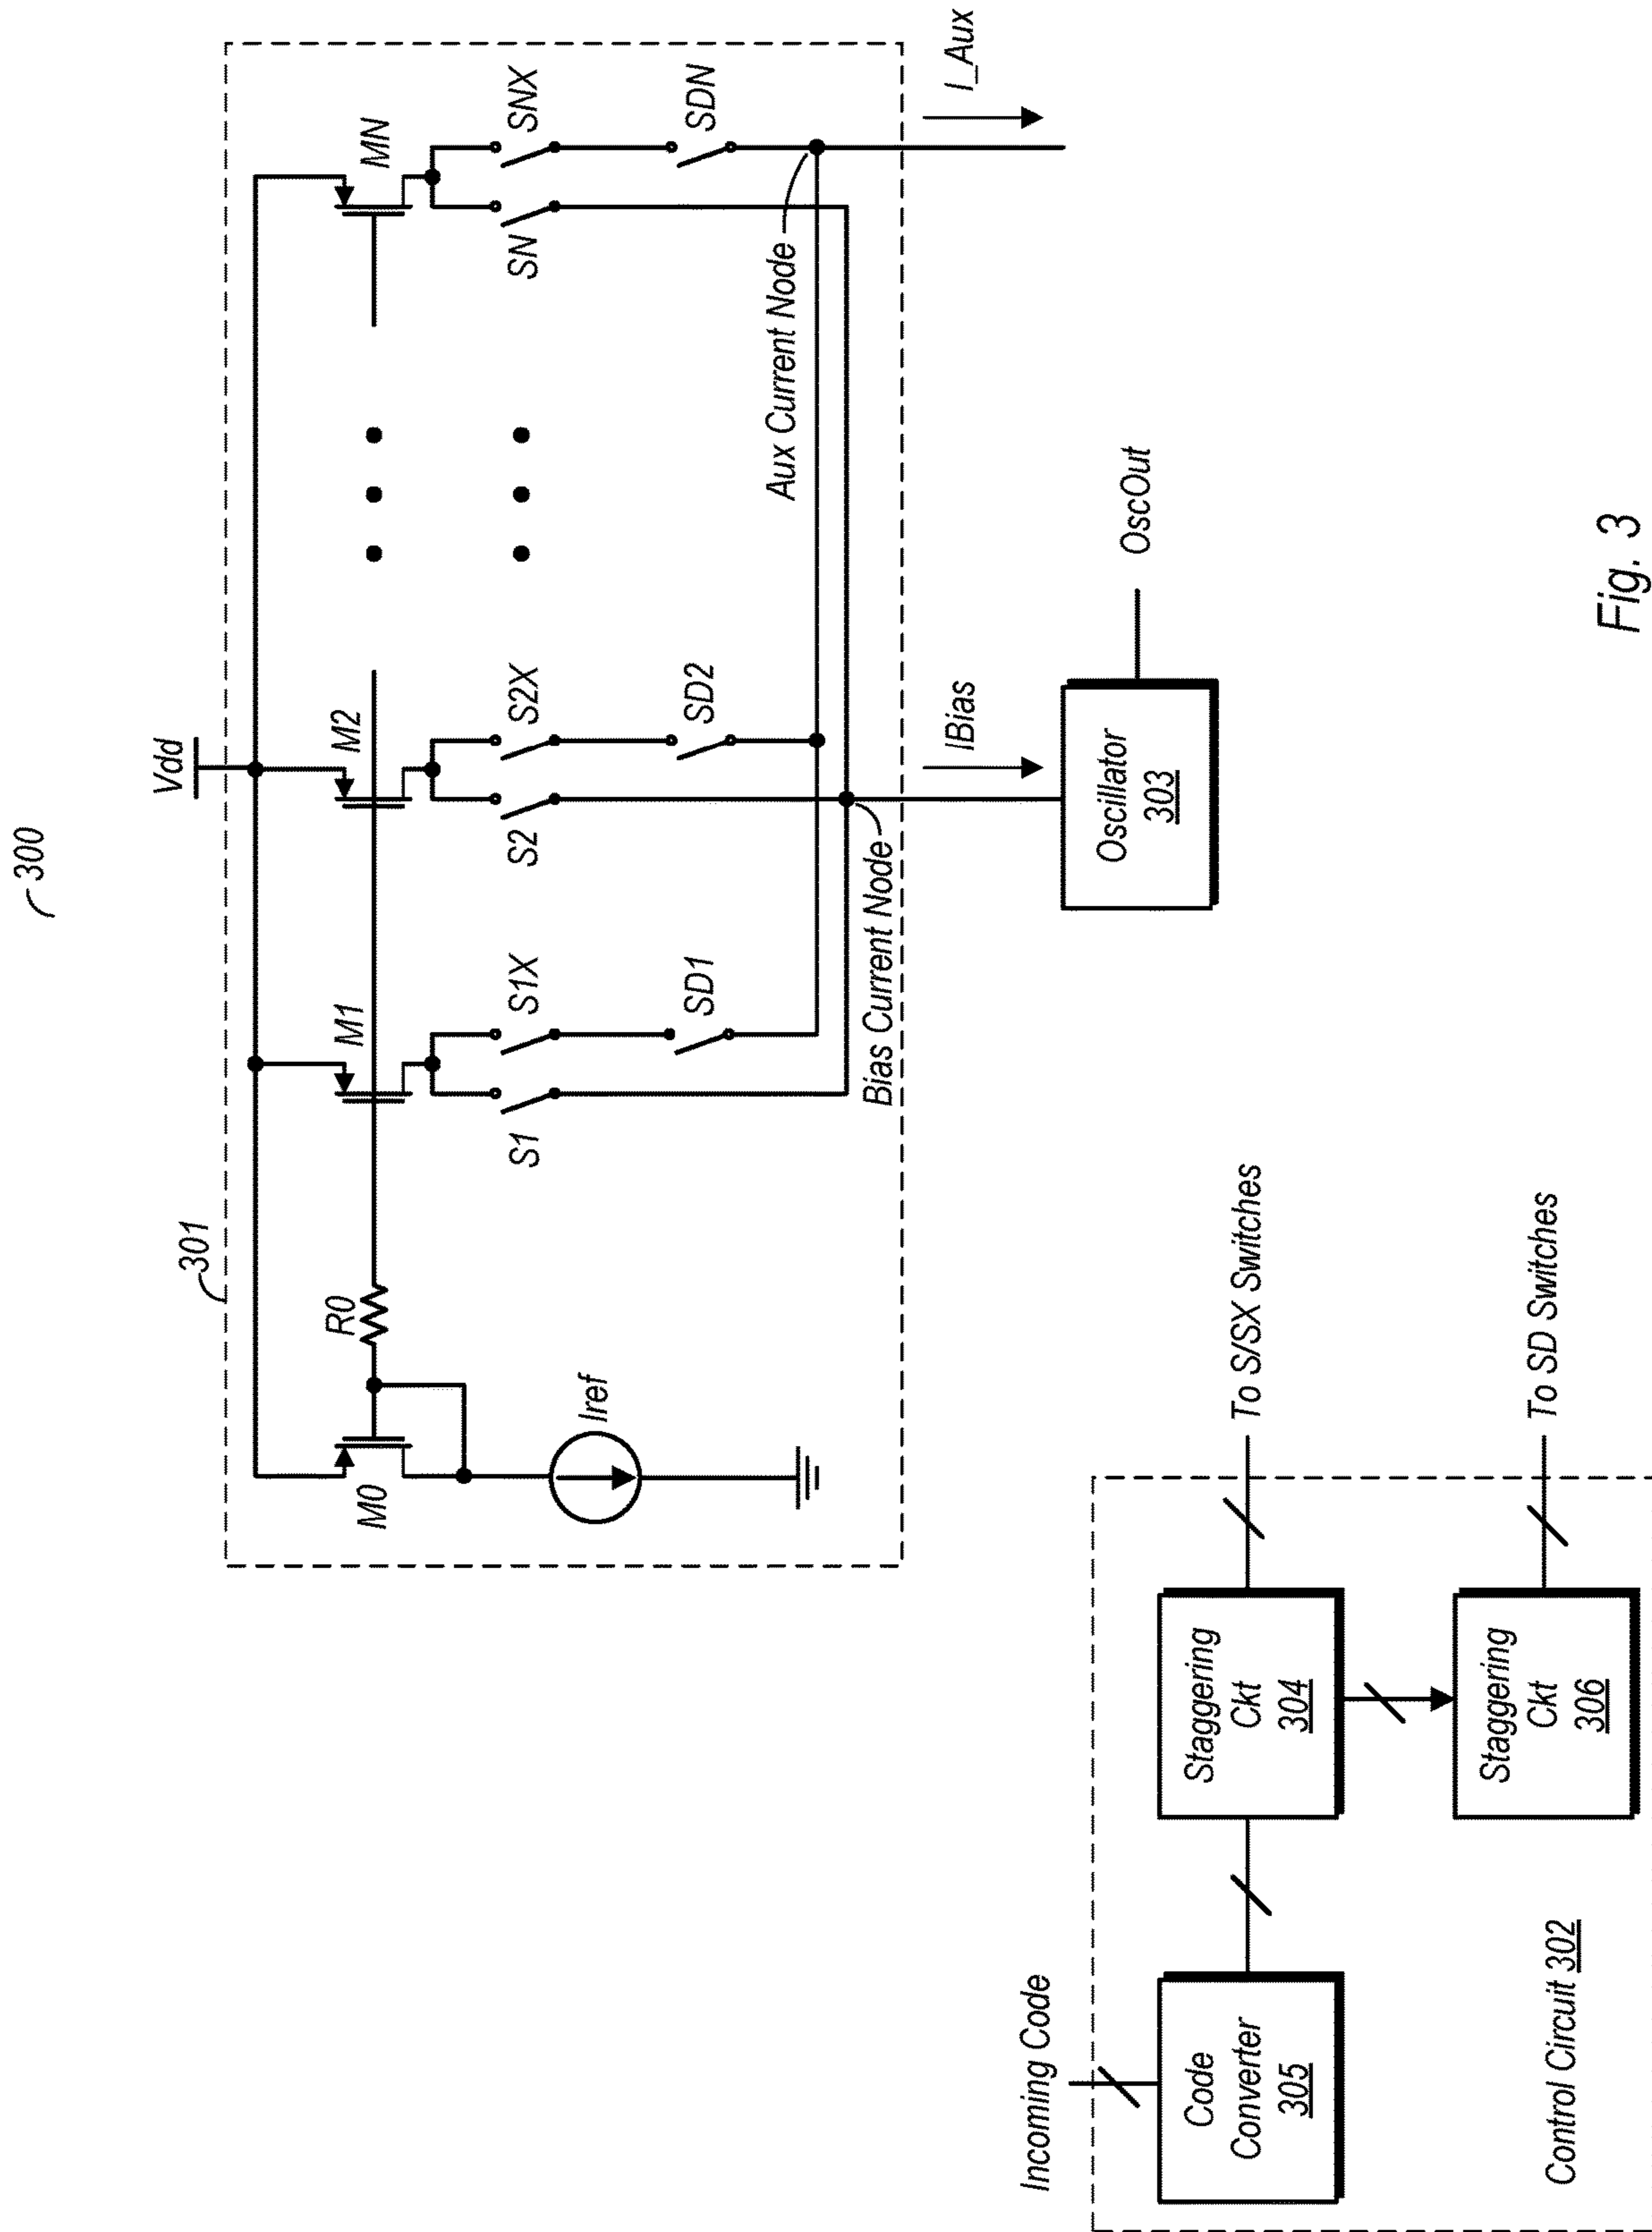 300
301
Vdd
M0
R0
M1
M2
MN
Iref
S1
S1X
S2
S2X
SN
SNX
SD1
SD2
SDN
Aux Current Node
Bias Current Node
IBias
I_Aux
Oscillator
303
OscOut
Incoming Code
Code
Converter
305
Staggering
Ckt
304
To S/SX Switches
Staggering
Ckt
306
To SD Switches
Control Circuit 302
Fig. 3